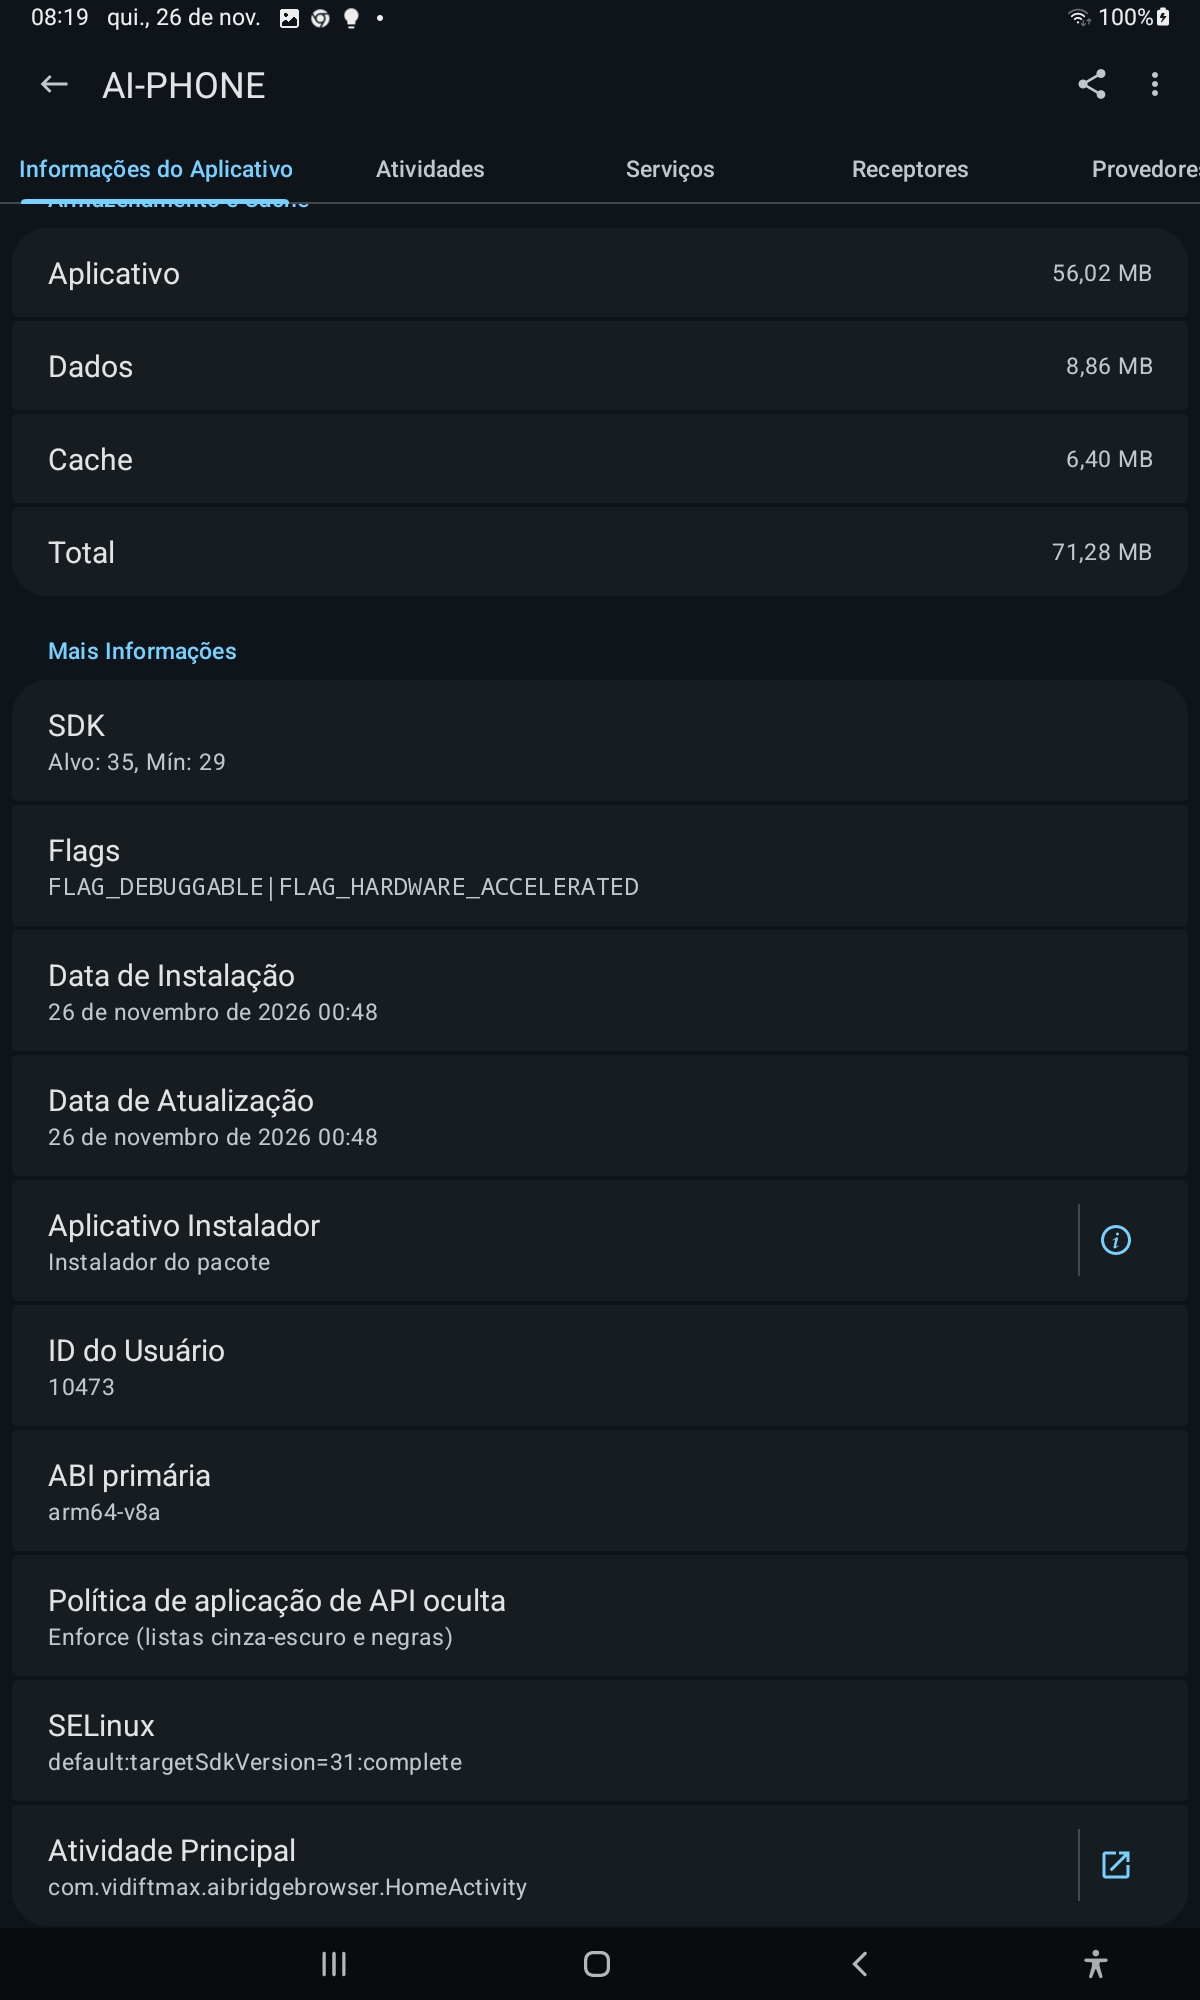 08:19 qui., 26 de nov. 100%
AI-PHONE
Informações do Aplicativo Atividades Serviços Receptores Provedores
Armazenamento e Cache
Aplicativo 56,02 MB
Dados 8,86 MB
Cache 6,40 MB
Total 71,28 MB
Mais Informações
SDK
Alvo: 35, Mín: 29
Flags
FLAG_DEBUGGABLE|FLAG_HARDWARE_ACCELERATED
Data de Instalação
26 de novembro de 2026 00:48
Data de Atualização
26 de novembro de 2026 00:48
Aplicativo Instalador
Instalador do pacote
ID do Usuário
10473
ABI primária
arm64-v8a
Política de aplicação de API oculta
Enforce (listas cinza-escuro e negras)
SELinux
default:targetSdkVersion=31:complete
Atividade Principal
com.vidiftmax.aibridgebrowser.HomeActivity